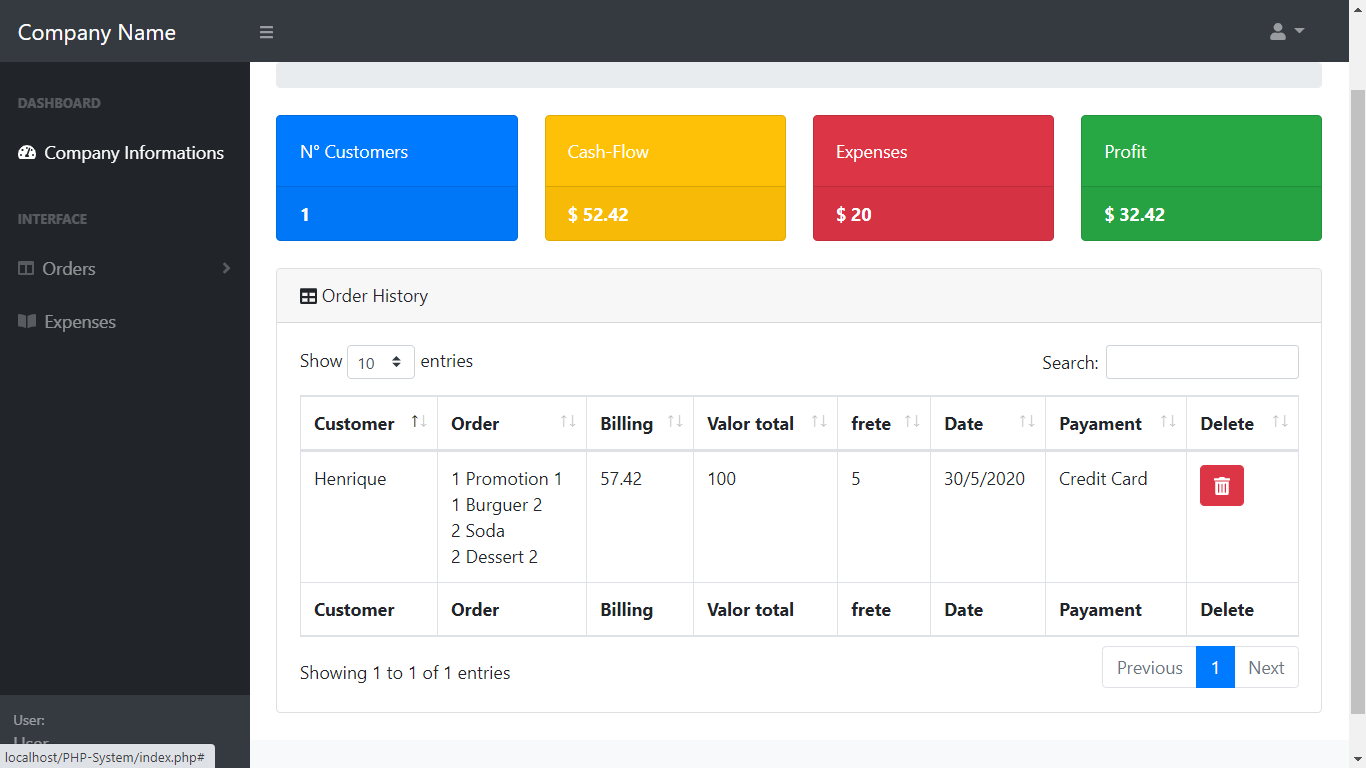 Company Name
DASHBOARD
Company Informations
INTERFACE
Orders
Expenses
User:
User
localhost/PHP-System/index.php#
N° Customers
1
Cash-Flow
$ 52.42
Expenses
$ 20
Profit
$ 32.42
Order History
Show 10 entries
Search:
Customer Order Billing Valor total frete Date Payament Delete
Henrique 1 Promotion 1 57.42 100 5 30/5/2020 Credit Card
1 Burguer 2
2 Soda
2 Dessert 2
Customer Order Billing Valor total frete Date Payament Delete
Showing 1 to 1 of 1 entries
Previous 1 Next